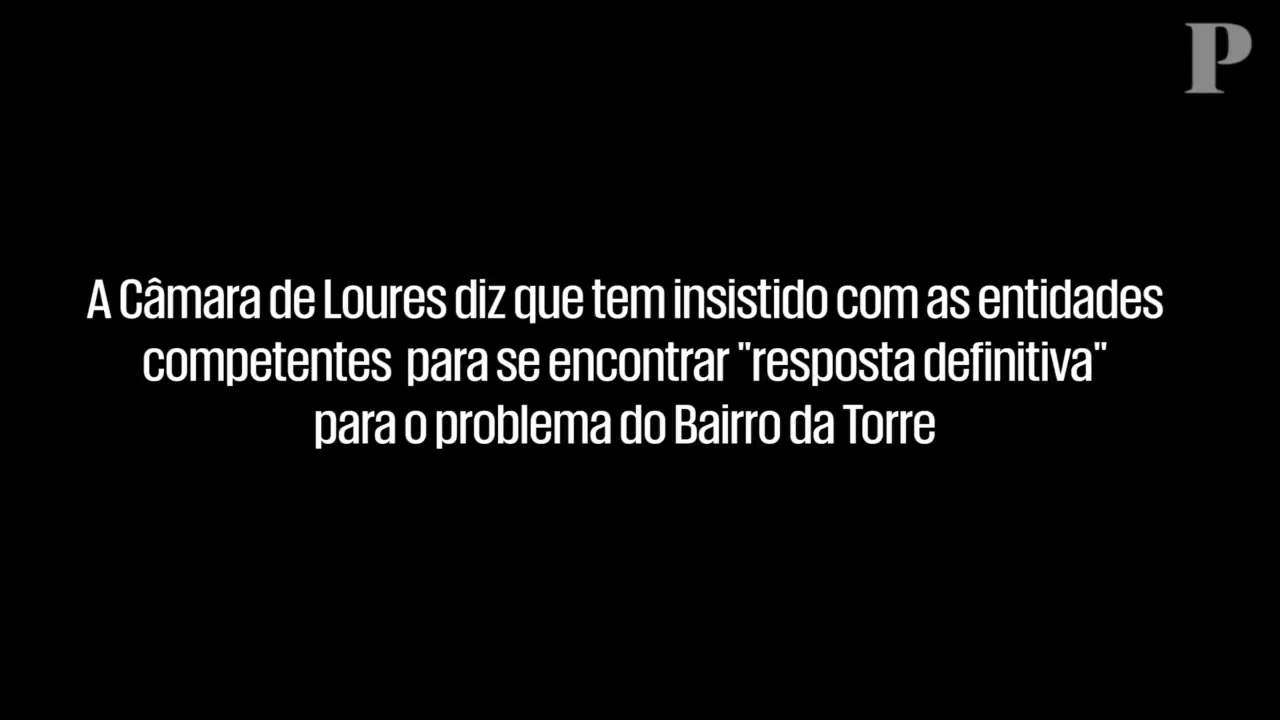 P
A Câmara de Loures diz que tem insistido com as entidades
competentes  para se encontrar "resposta definitiva"
para o problema do Bairro da Torre